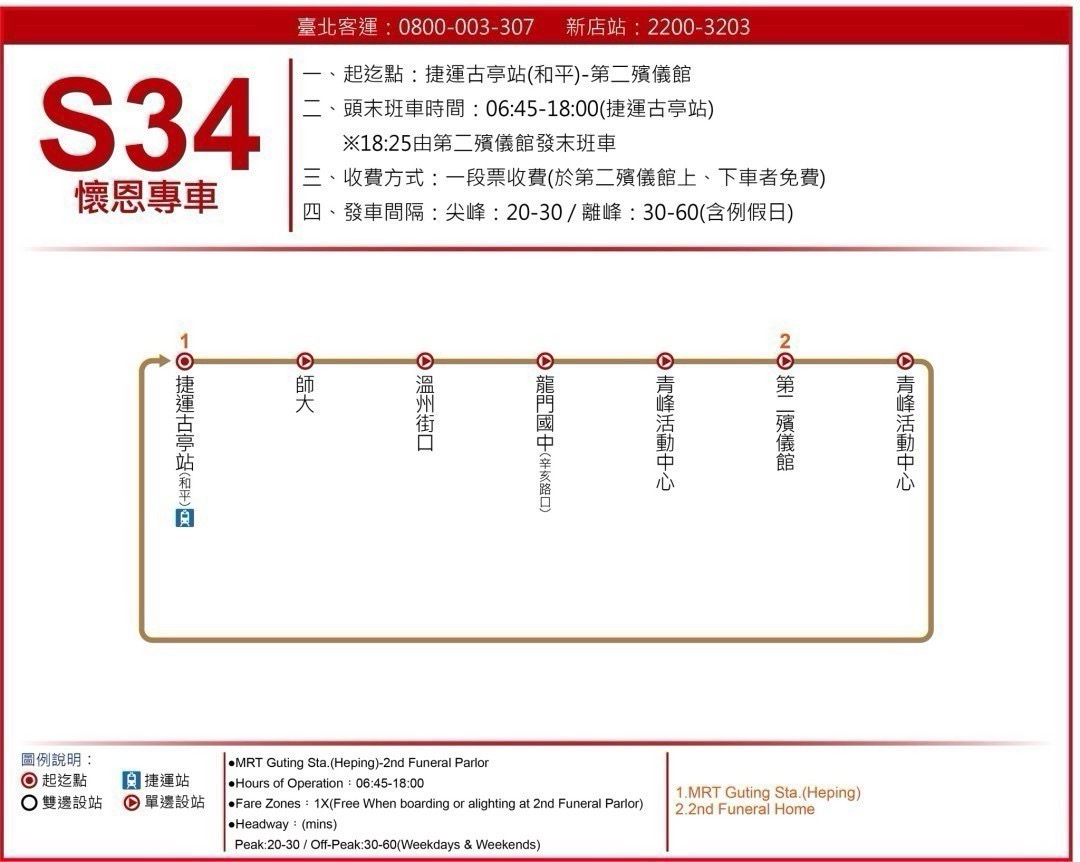 臺北客運：0800-003-307 新店站：2200-3203
S34
懷恩專車
一、起迄點：捷運古亭站(和平)-第二殯儀館
二、頭末班車時間：06:45-18:00(捷運古亭站)
※18:25由第二殯儀館發末班車
三、收費方式：一段票收費(於第二殯儀館上、下車者免費)
四、發車間隔：尖峰：20-30 / 離峰：30-60(含例假日)
1
2
捷運古亭站(和平)
師大
溫州街口
龍門國中(辛亥路口)
青峰活動中心
第二殯儀館
青峰活動中心
圖例說明：
起迄點
捷運站
雙邊設站
單邊設站
●MRT Guting Sta.(Heping)-2nd Funeral Parlor
●Hours of Operation：06:45-18:00
●Fare Zones：1X(Free When boarding or alighting at 2nd Funeral Parlor)
●Headway：(mins)
Peak:20-30 / Off-Peak:30-60(Weekdays & Weekends)
1.MRT Guting Sta.(Heping)
2.2nd Funeral Home